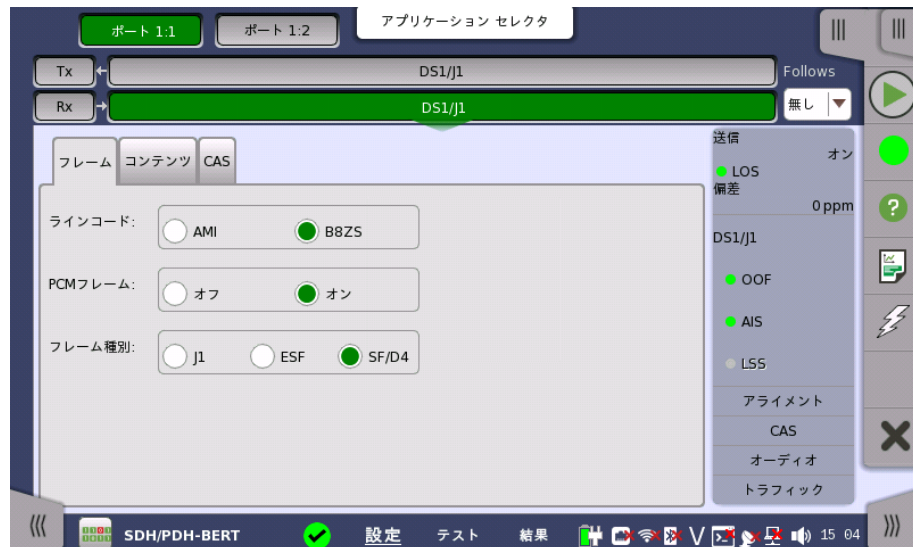 アプリケーション セレクタ
ポート 1:1
ポート 1:2
Tx
DS1/J1
Follows
Rx
DS1/J1
無し
フレーム
コンテンツ
CAS
ラインコード:
AMI
B8ZS
PCMフレーム:
オフ
オン
フレーム種別:
J1
ESF
SF/D4
送信
オン
LOS
偏差
0 ppm
DS1/J1
OOF
AIS
LSS
アライメント
CAS
オーディオ
トラフィック
SDH/PDH-BERT
設定
テスト
結果
15 04